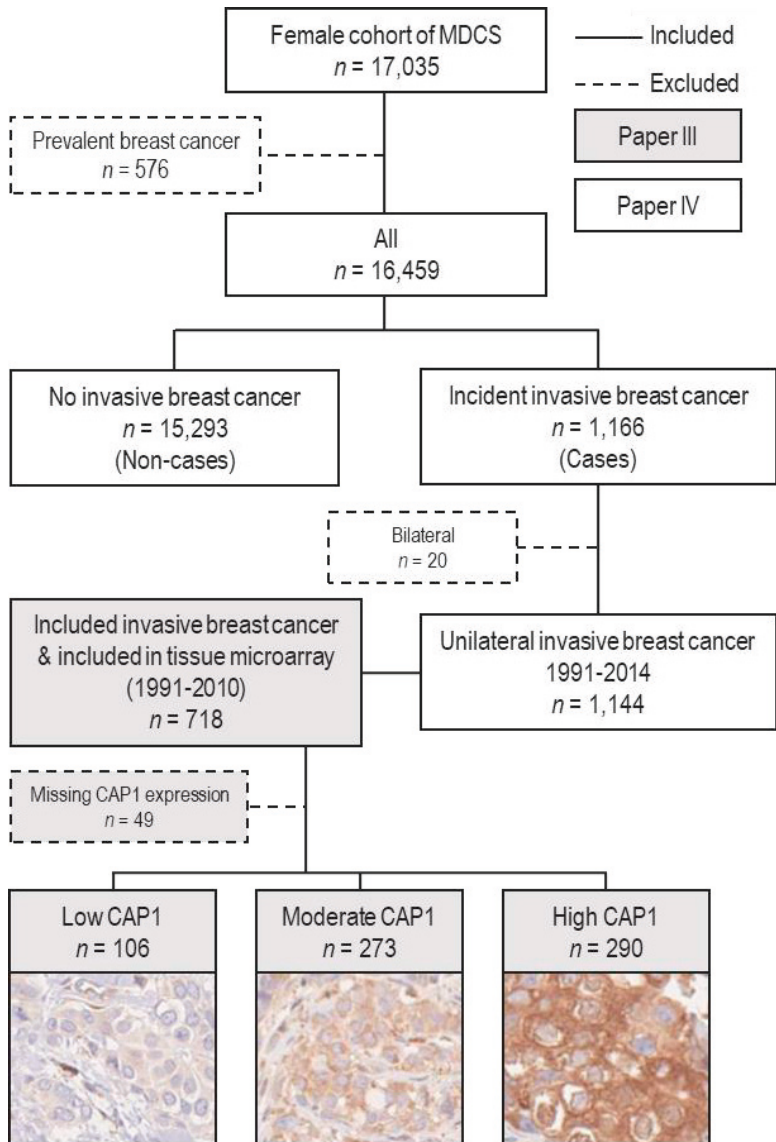 Female cohort of MDCS
n = 17,035
Included
Excluded
Paper III
Paper IV
Prevalent breast cancer
n = 576
All
n = 16,459
No invasive breast cancer
n = 15,293
(Non-cases)
Incident invasive breast cancer
n = 1,166
(Cases)
Bilateral
n = 20
Included invasive breast cancer
& included in tissue microarray
(1991-2010)
n = 718
Unilateral invasive breast cancer
1991-2014
n = 1,144
Missing CAP1 expression
n = 49
Low CAP1
n = 106
Moderate CAP1
n = 273
High CAP1
n = 290